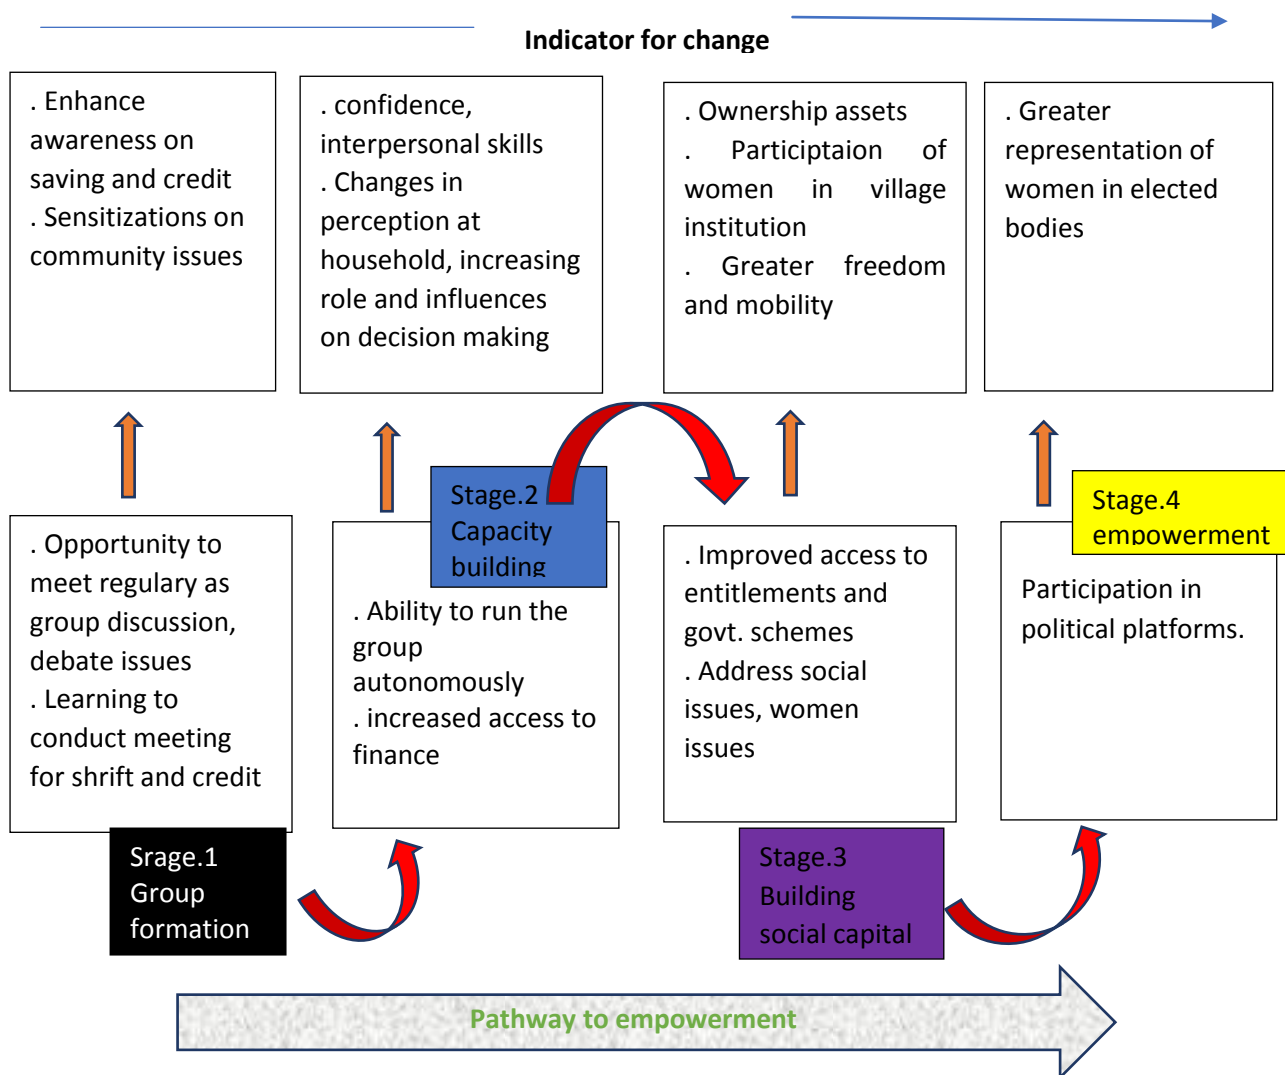 Indicator for change
. Enhance
awareness on
saving and credit
. Sensitizations on
community issues
. confidence,
interpersonal skills
. Changes in
perception at
household, increasing
role and influences
on decision making
. Ownership assets
. Participtaion of
women in village
institution
. Greater freedom
and mobility
. Greater
representation of
women in elected
bodies
. Opportunity to
meet regulary as
group discussion,
debate issues
. Learning to
conduct meeting
for shrift and credit
Srage.1
Group
formation
Stage.2
Capacity
building
. Ability to run the
group
autonomously
. increased access to
finance
. Improved access to
entitlements and
govt. schemes
. Address social
issues, women
issues
Stage.3
Building
social capital
Stage.4
empowerment
Participation in
political platforms.
Pathway to empowerment